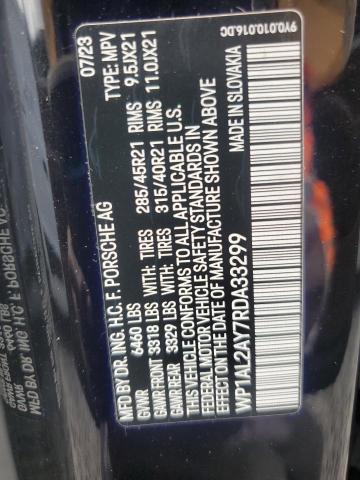 MFD BY DR. ING. H.C. F. PORSCHE AG 07/23
GVWR 6460 LBS TYPE: MPV
GAWR FRONT 3318 LBS WITH: TIRES 285/45R21 RIMS 9.5JX21
GAWR REAR 3329 LBS WITH: TIRES 315/40R21 RIMS 11.0JX21
THIS VEHICLE CONFORMS TO ALL APPLICABLE U.S.
FEDERAL MOTOR VEHICLE SAFETY STANDARDS IN
EFFECT ON THE DATE OF MANUFACTURE SHOWN ABOVE
WP1AL2AY7RDA33299 MADE IN SLOVAKIA
9Y0.010.016.DC